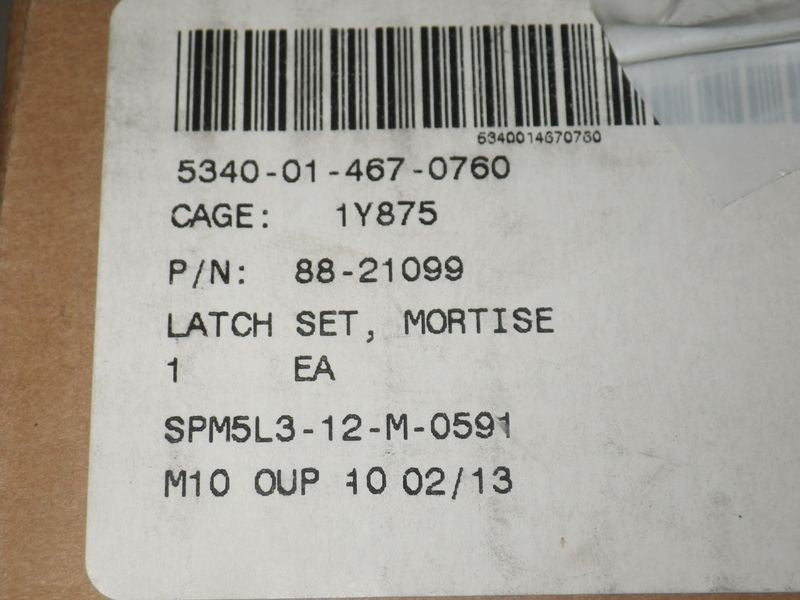 5340014670760
5340-01-467-0760
CAGE: 1Y875
P/N: 88-21099
LATCH SET, MORTISE
1 EA
SPM5L3-12-M-0591
M10 OUP 10 02/13